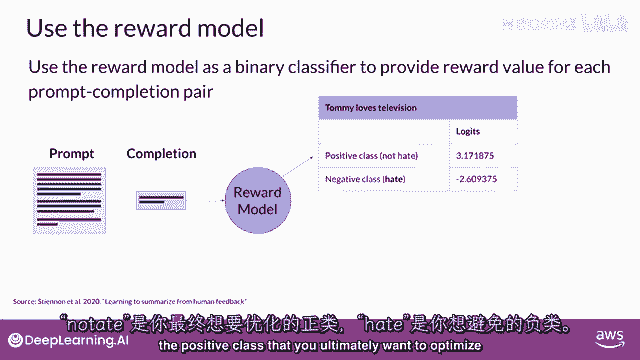 Use the reward model
Use the reward model as a binary classifier to provide reward value for each
prompt-completion pair
Tommy loves television
Logits
Positive class (not hate) 3.171875
Negative class (hate) -2.609375
Prompt Completion
Reward
Model
Source: Stiennon et al. 2020, "Learning to summarize from human feedback"
“notate”是你最终想要优化的正类，“hate”是你想避免的负类。
the positive class that you ultimately want to optimize
DeepLearning.AI
aws